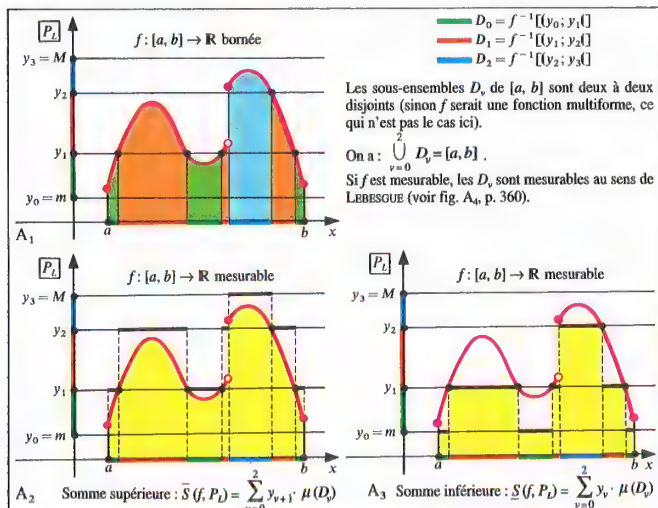 P_L
f : [a, b] → ℝ bornée
y₃ = M
y₂
y₁
y₀ = m
a
b
x
A₁
D₀ = f⁻¹[(y₀; y₁(]
D₁ = f⁻¹[(y₁; y₂(]
D₂ = f⁻¹[(y₂; y₃(]
Les sous-ensembles D_ν de [a, b] sont deux à deux
disjoints (sinon f serait une fonction multiforme, ce
qui n'est pas le cas ici).
On a : ⋃_{ν=0}^{2} D_ν = [a, b] .
Si f est mesurable, les D_ν sont mesurables au sens de
LEBESGUE (voir fig. A₄, p. 360).
P_L
f : [a, b] → ℝ mesurable
y₃ = M
y₂
y₁
y₀ = m
a
b
x
A₂
Somme supérieure : S̄ (f, P_L) = ∑_{ν=0}^{2} y_{ν+1} · μ(D_ν)
P_L
f : [a, b] → ℝ mesurable
y₃ = M
y₂
y₁
y₀ = m
a
b
x
A₃
Somme inférieure : S̲ (f, P_L) = ∑_{ν=0}^{2} y_ν · μ(D_ν)